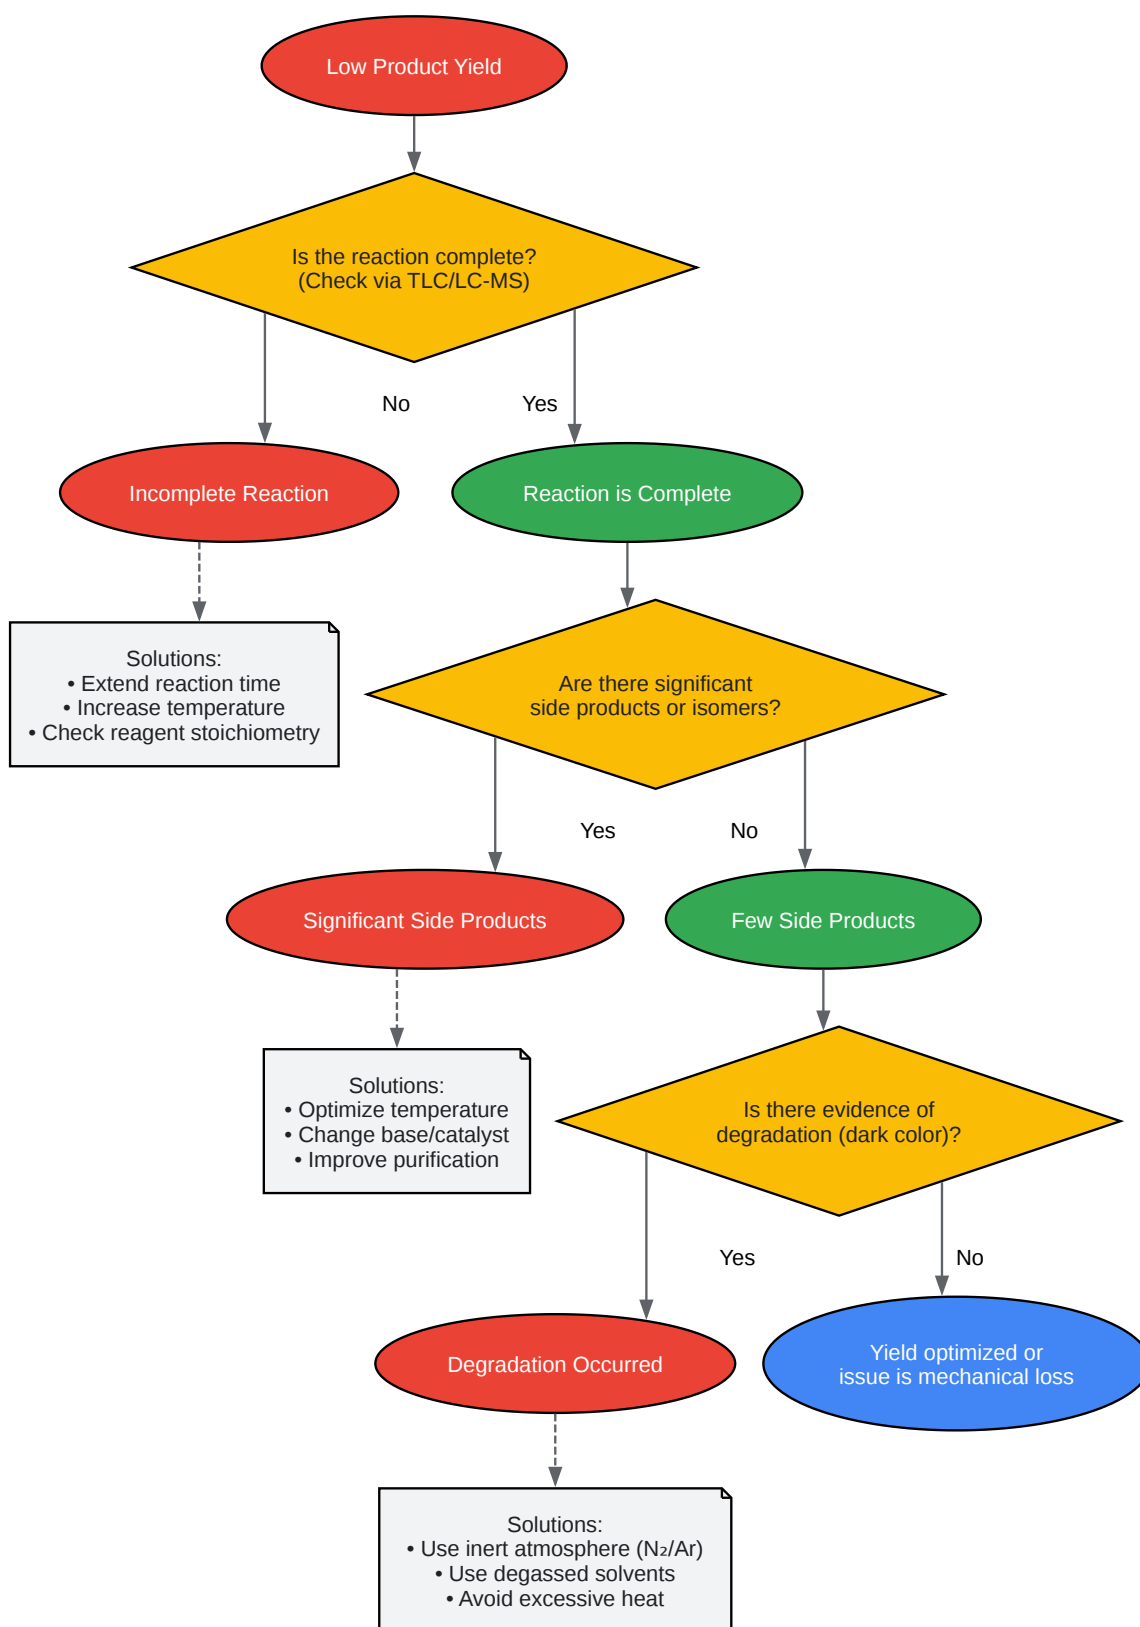 Low Product Yield
Is the reaction complete?
(Check via TLC/LC-MS)
No
Yes
Incomplete Reaction
Reaction is Complete
Solutions:
• Extend reaction time
• Increase temperature
• Check reagent stoichiometry
Are there significant
side products or isomers?
Yes
No
Significant Side Products
Few Side Products
Solutions:
• Optimize temperature
• Change base/catalyst
• Improve purification
Is there evidence of
degradation (dark color)?
Yes
No
Degradation Occurred
Yield optimized or
issue is mechanical loss
Solutions:
• Use inert atmosphere (N₂/Ar)
• Use degassed solvents
• Avoid excessive heat